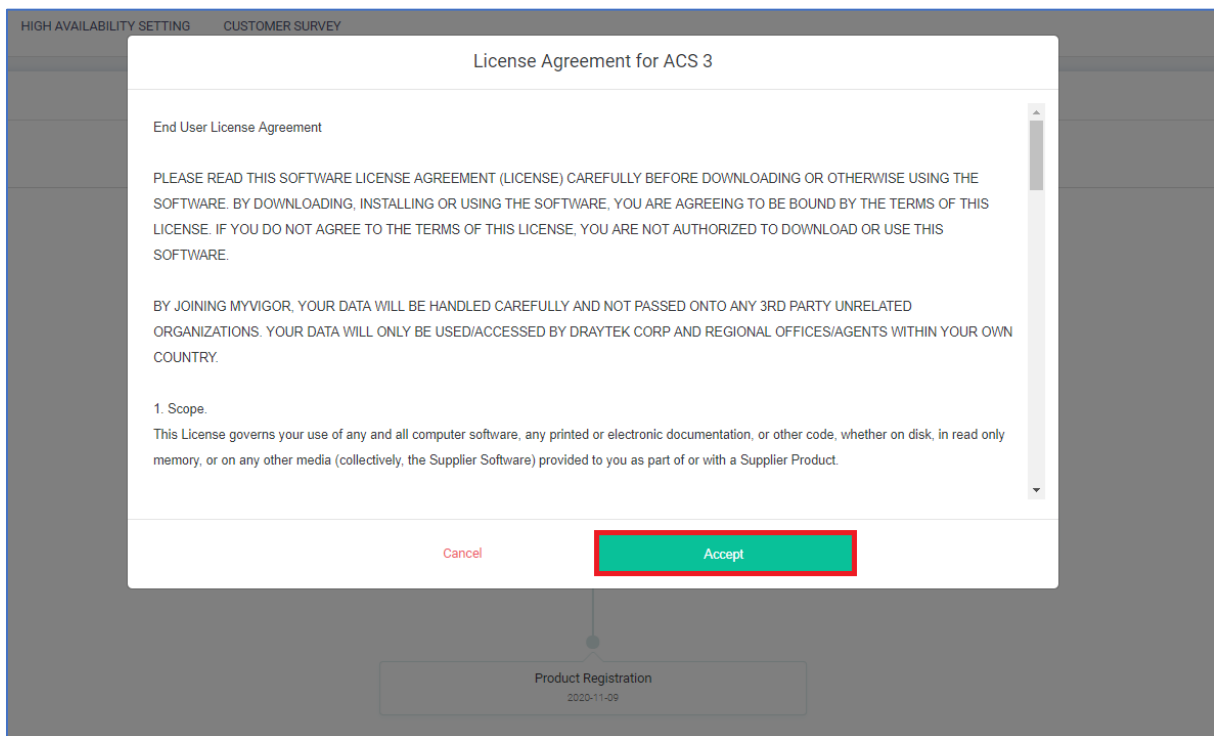 HIGH AVAILABILITY SETTING CUSTOMER SURVEY
License Agreement for ACS 3
End User License Agreement
PLEASE READ THIS SOFTWARE LICENSE AGREEMENT (LICENSE) CAREFULLY BEFORE DOWNLOADING OR OTHERWISE USING THE
SOFTWARE. BY DOWNLOADING, INSTALLING OR USING THE SOFTWARE, YOU ARE AGREEING TO BE BOUND BY THE TERMS OF THIS
LICENSE. IF YOU DO NOT AGREE TO THE TERMS OF THIS LICENSE, YOU ARE NOT AUTHORIZED TO DOWNLOAD OR USE THIS
SOFTWARE.
BY JOINING MYVIGOR, YOUR DATA WILL BE HANDLED CAREFULLY AND NOT PASSED ONTO ANY 3RD PARTY UNRELATED
ORGANIZATIONS. YOUR DATA WILL ONLY BE USED/ACCESSED BY DRAYTEK CORP AND REGIONAL OFFICES/AGENTS WITHIN YOUR OWN
COUNTRY.
1. Scope.
This License governs your use of any and all computer software, any printed or electronic documentation, or other code, whether on disk, in read only
memory, or on any other media (collectively, the Supplier Software) provided to you as part of or with a Supplier Product.
Cancel Accept
Product Registration
2020-11-09